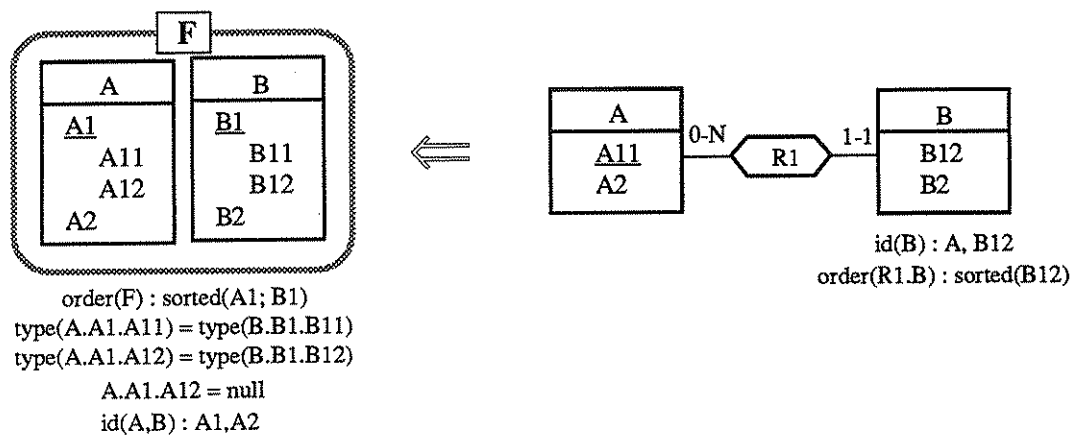 F
A
B
A1
A11
A12
A2
B1
B11
B12
B2
order(F) : sorted(A1; B1)
type(A.A1.A11) = type(B.B1.B11)
type(A.A1.A12) = type(B.B1.B12)
A.A1.A12 = null
id(A,B) : A1,A2
A
A11
A2
0-N
R1
1-1
B
B12
B2
id(B) : A, B12
order(R1.B) : sorted(B12)